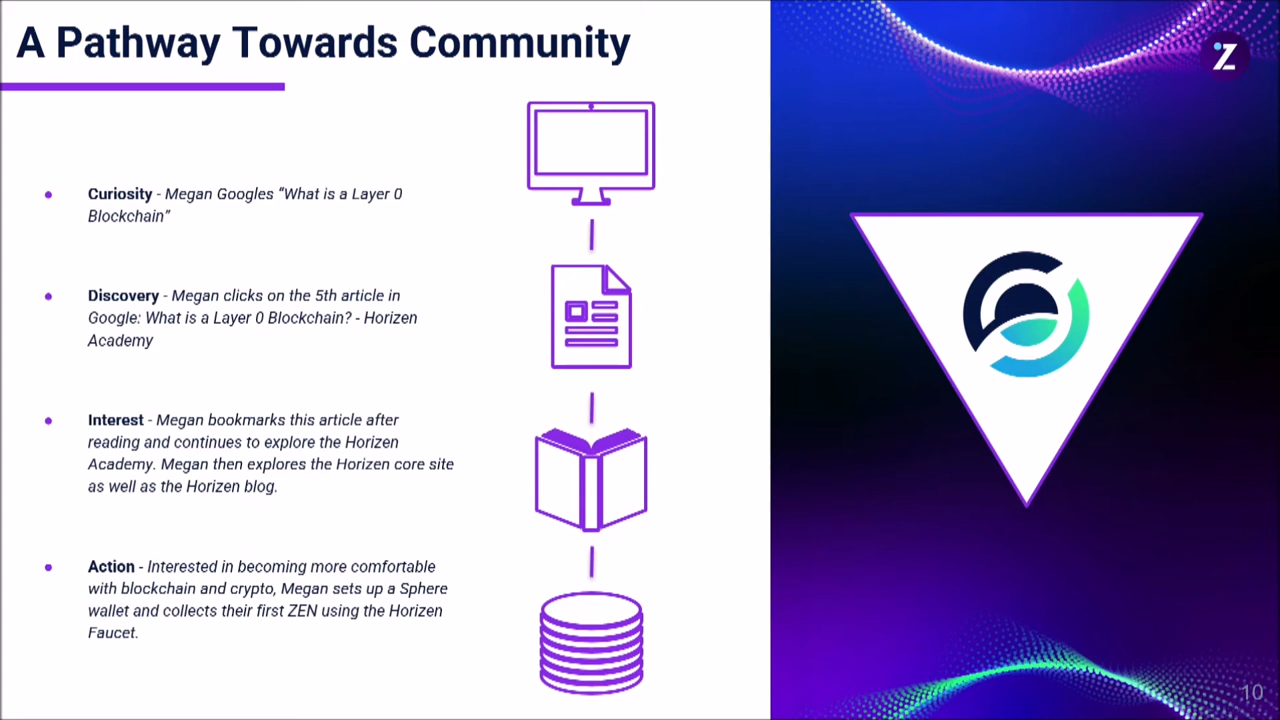 A Pathway Towards Community
Curiosity - Megan Googles “What is a Layer 0
Blockchain”
Discovery - Megan clicks on the 5th article in
Google: What is a Layer 0 Blockchain? - Horizen
Academy
Interest - Megan bookmarks this article after
reading and continues to explore the Horizen
Academy. Megan then explores the Horizen core site
as well as the Horizen blog.
Action - Interested in becoming more comfortable
with blockchain and crypto, Megan sets up a Sphere
wallet and collects their first ZEN using the Horizen
Faucet.
Z
10